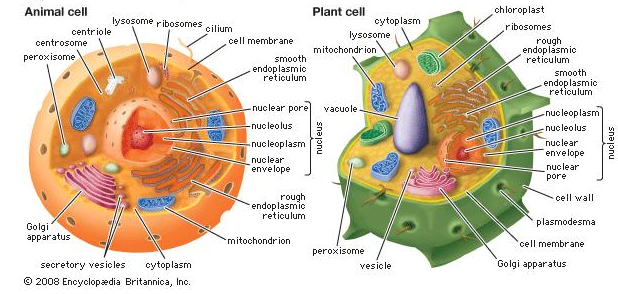 Animal cell
lysosome
ribosomes
cilium
centriole
centrosome
peroxisome
cell membrane
smooth
endoplasmic
reticulum
nuclear pore
nucleolus
nucleoplasm
nuclear
envelope
nucleus
rough
endoplasmic
reticulum
mitochondrion
Golgi
apparatus
secretory vesicles
cytoplasm
© 2008 Encyclopædia Britannica, Inc.
Plant cell
cytoplasm
chloroplast
lysosome
ribosomes
mitochondrion
rough
endoplasmic
reticulum
smooth
endoplasmic
reticulum
vacuole
nucleoplasm
nucleolus
nuclear
envelope
nuclear
pore
nucleus
cell wall
plasmodesma
cell membrane
Golgi apparatus
vesicle
peroxisome